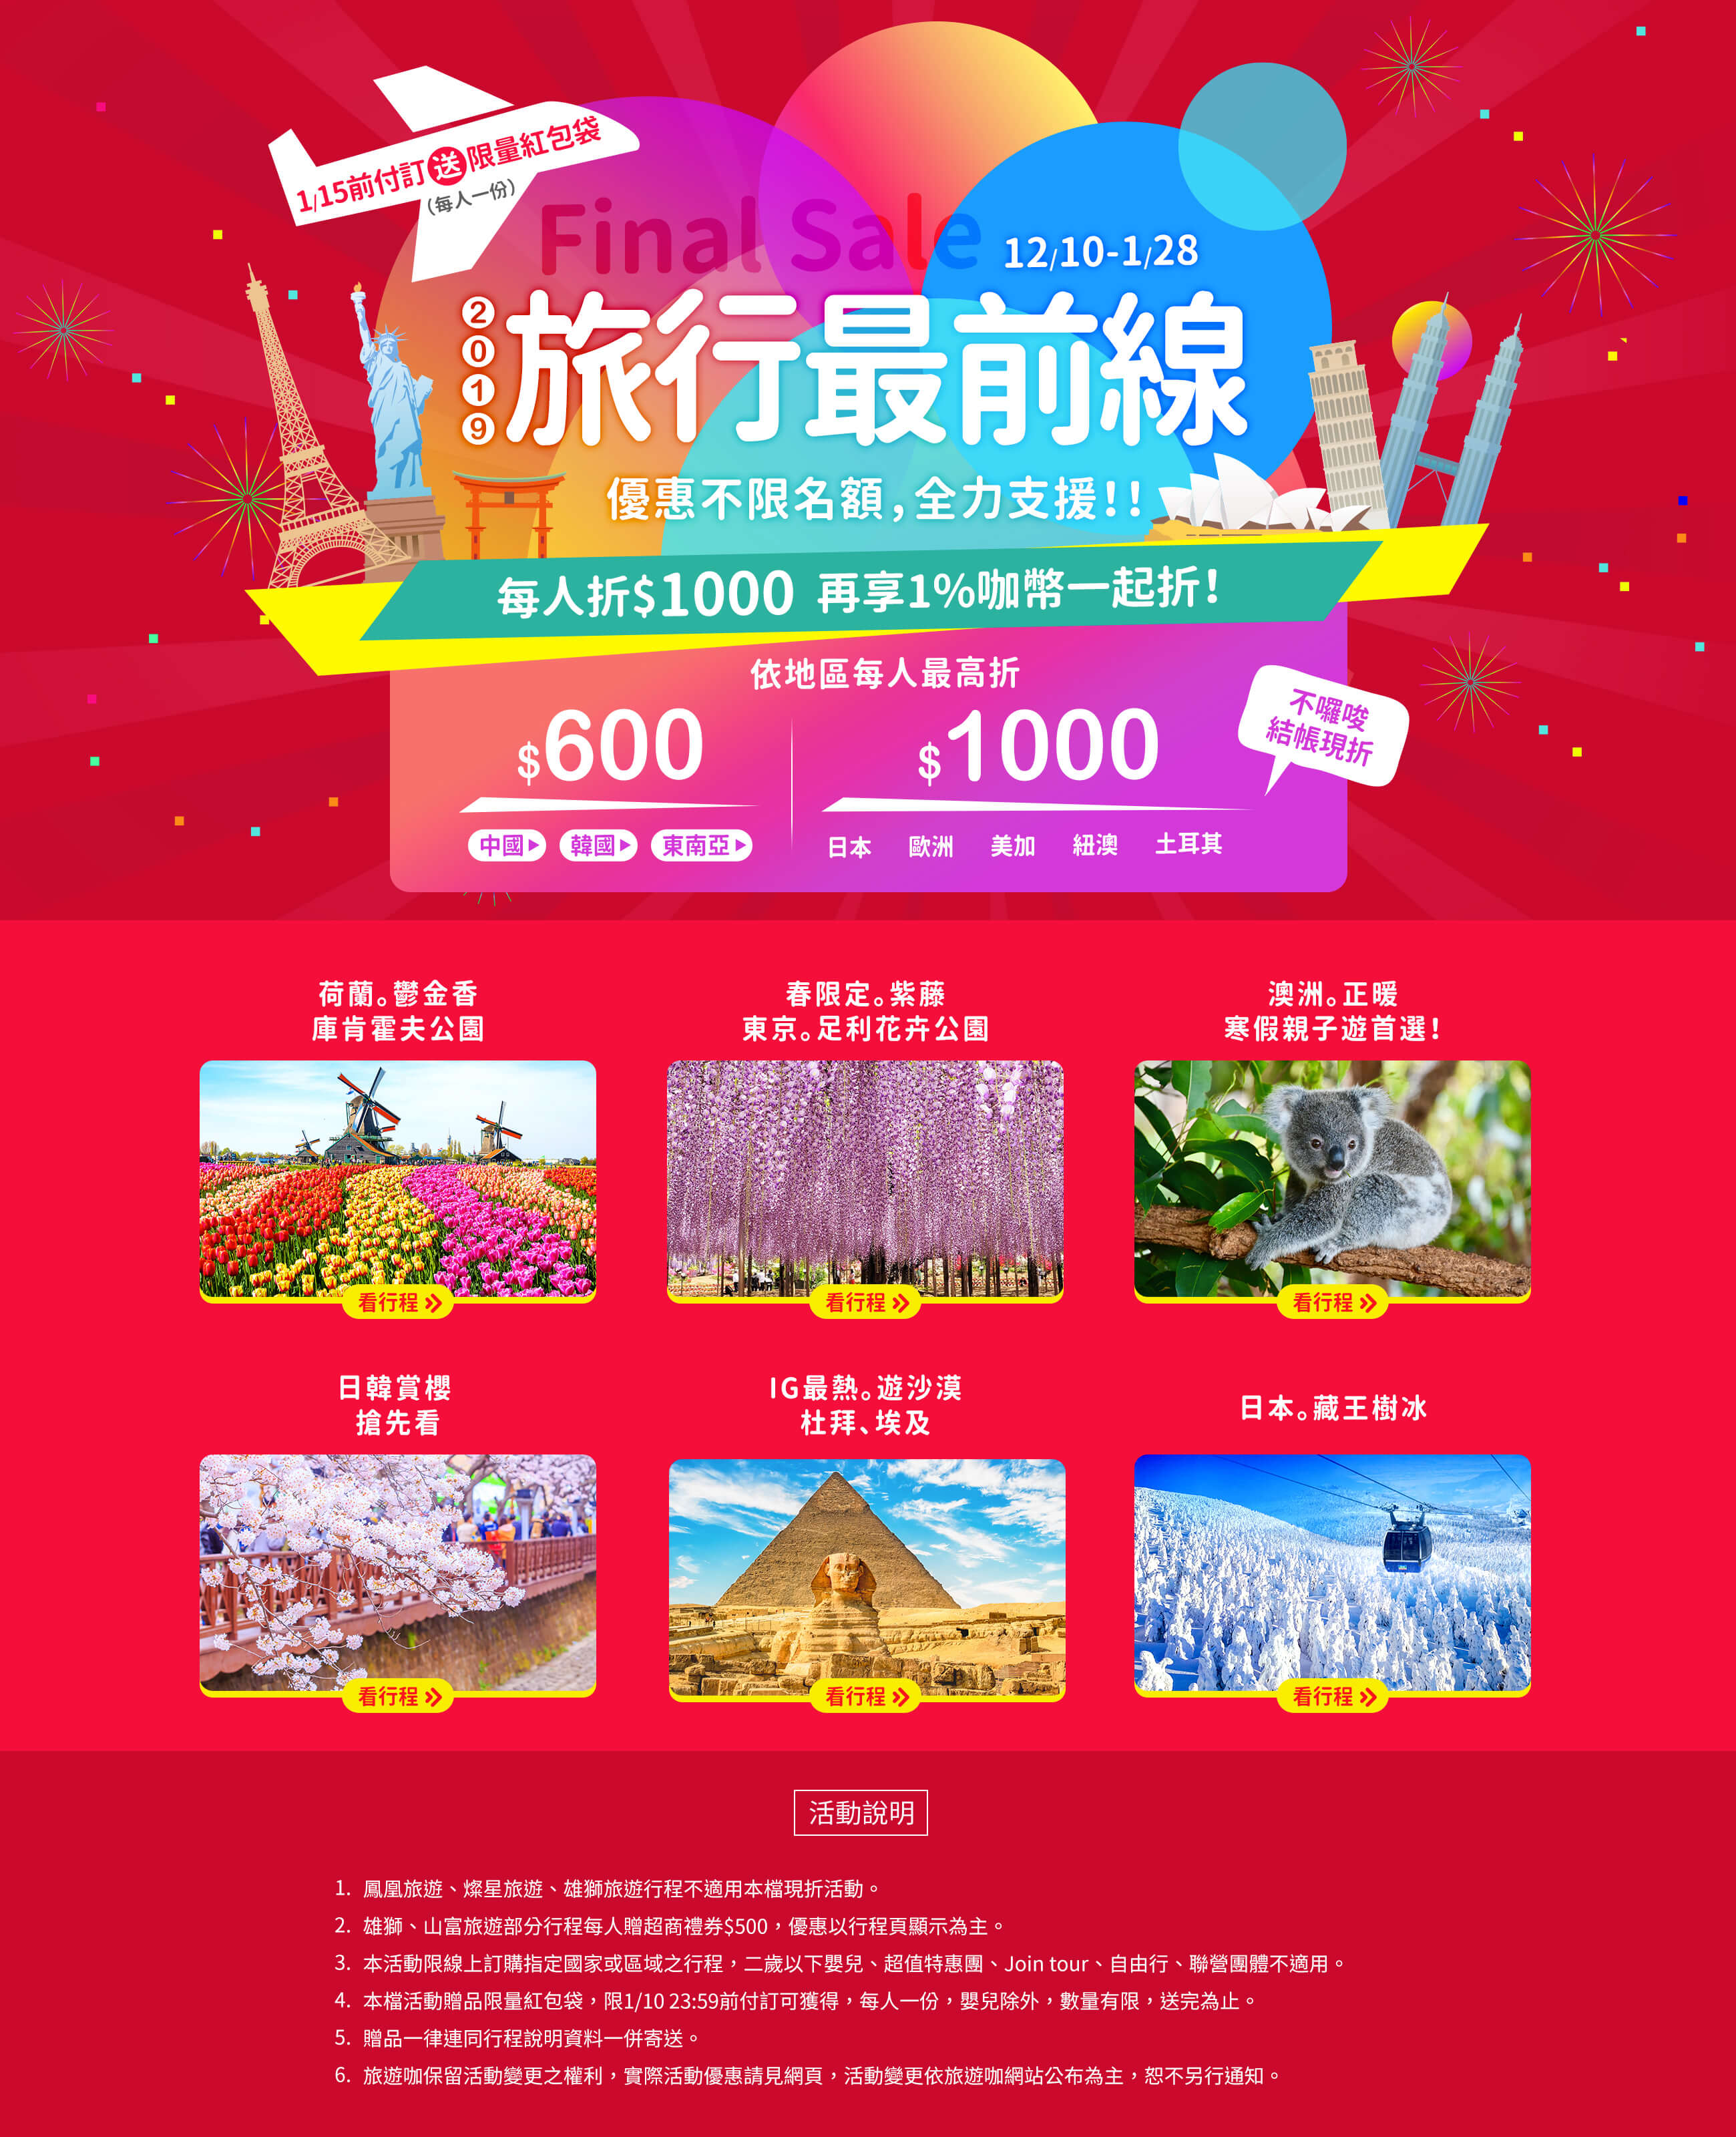 1/15前付訂送限量紅包袋
(每人一份)
Final Sale
12/10-1/28
2019
旅行最前線
優惠不限名額,全力支援!!
每人折$1000 再享1%咖幣一起折!
依地區每人最高折
$600
$1000
不囉唆
結帳現折
中國 韓國 東南亞
日本 歐洲 美加 紐澳 土耳其
荷蘭。鬱金香
庫肯霍夫公園
看行程
春限定。紫藤
東京。足利花卉公園
看行程
澳洲。正暖
寒假親子遊首選!
看行程
日韓賞櫻
搶先看
看行程
IG最熱。遊沙漠
杜拜、埃及
看行程
日本。藏王樹冰
看行程
活動說明
1. 鳳凰旅遊、燦星旅遊、雄獅旅遊行程不適用本檔現折活動。
2. 雄獅、山富旅遊部分行程每人贈超商禮券$500,優惠以行程頁顯示為主。
3. 本活動限線上訂購指定國家或區域之行程,二歲以下嬰兒、超值特惠團、Join tour、自由行、聯營團體不適用。
4. 本檔活動贈品限量紅包袋,限1/10 23:59前付訂可獲得,每人一份,嬰兒除外,數量有限,送完為止。
5. 贈品一律連同行程說明資料一併寄送。
6. 旅遊咖保留活動變更之權利,實際活動優惠請見網頁,活動變更依旅遊咖網站公布為主,恕不另行通知。